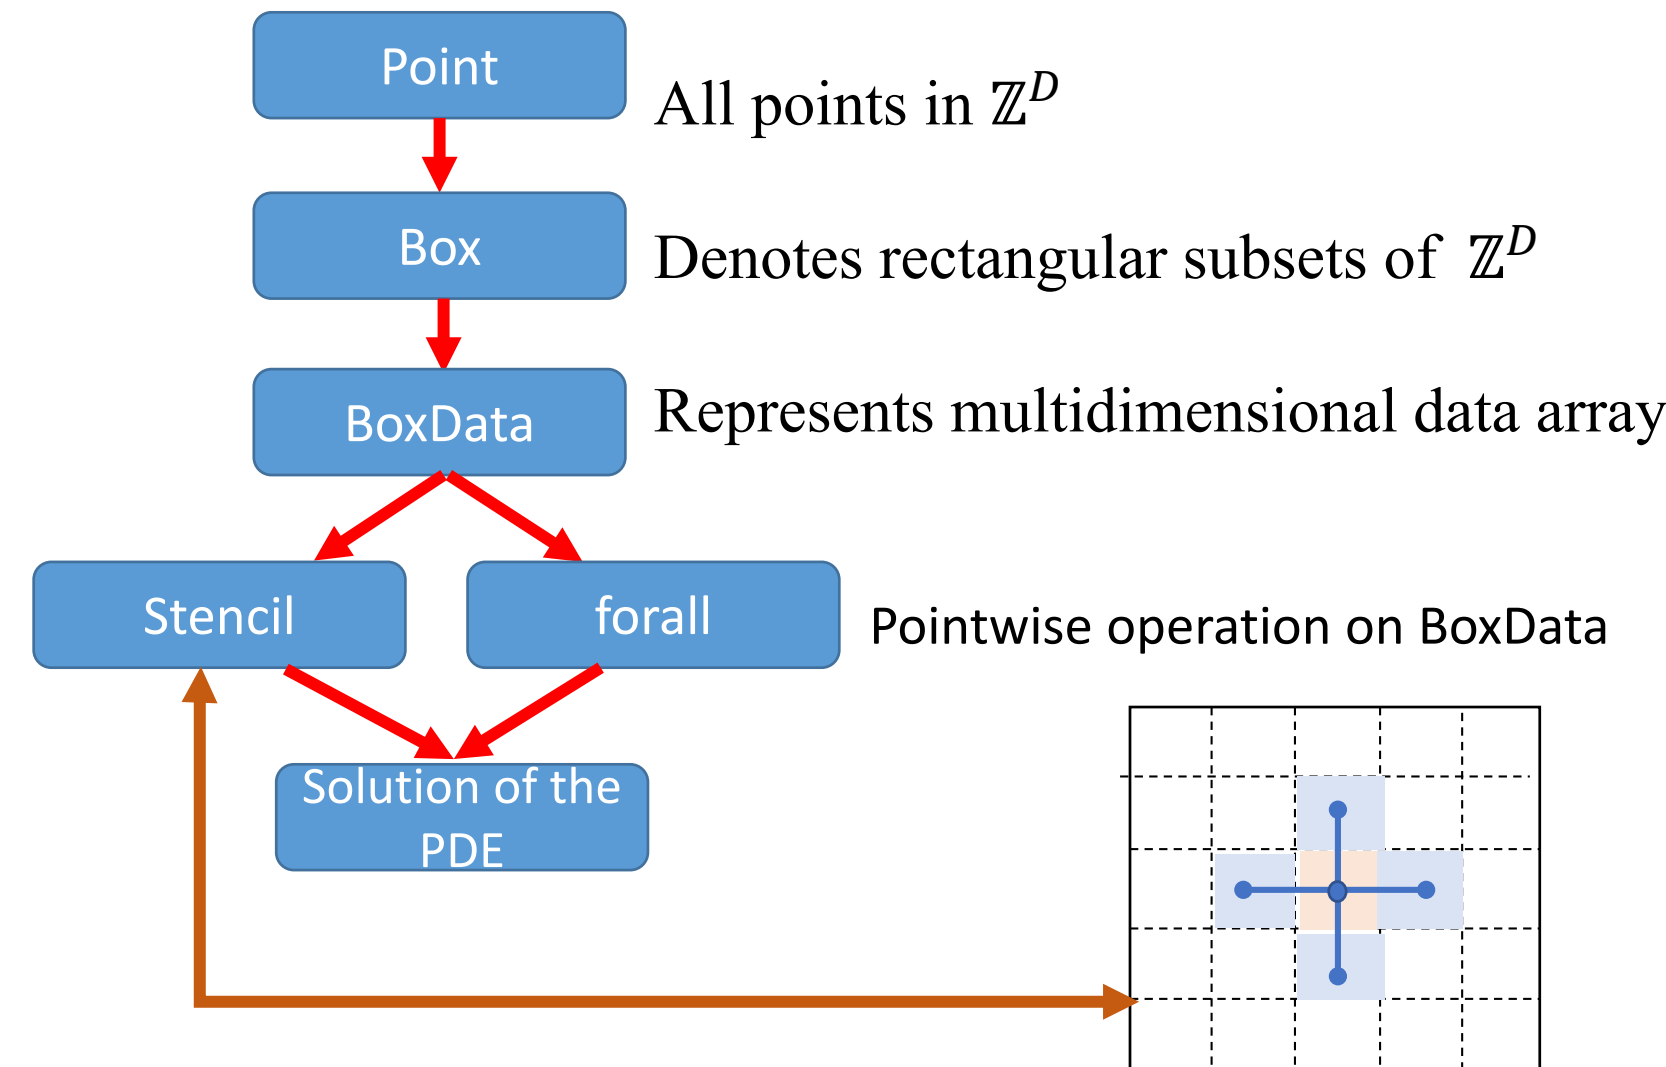 Point
All points in ℤ^D
Box
Denotes rectangular subsets of ℤ^D
BoxData
Represents multidimensional data array
Stencil
forall
Pointwise operation on BoxData
Solution of the
PDE